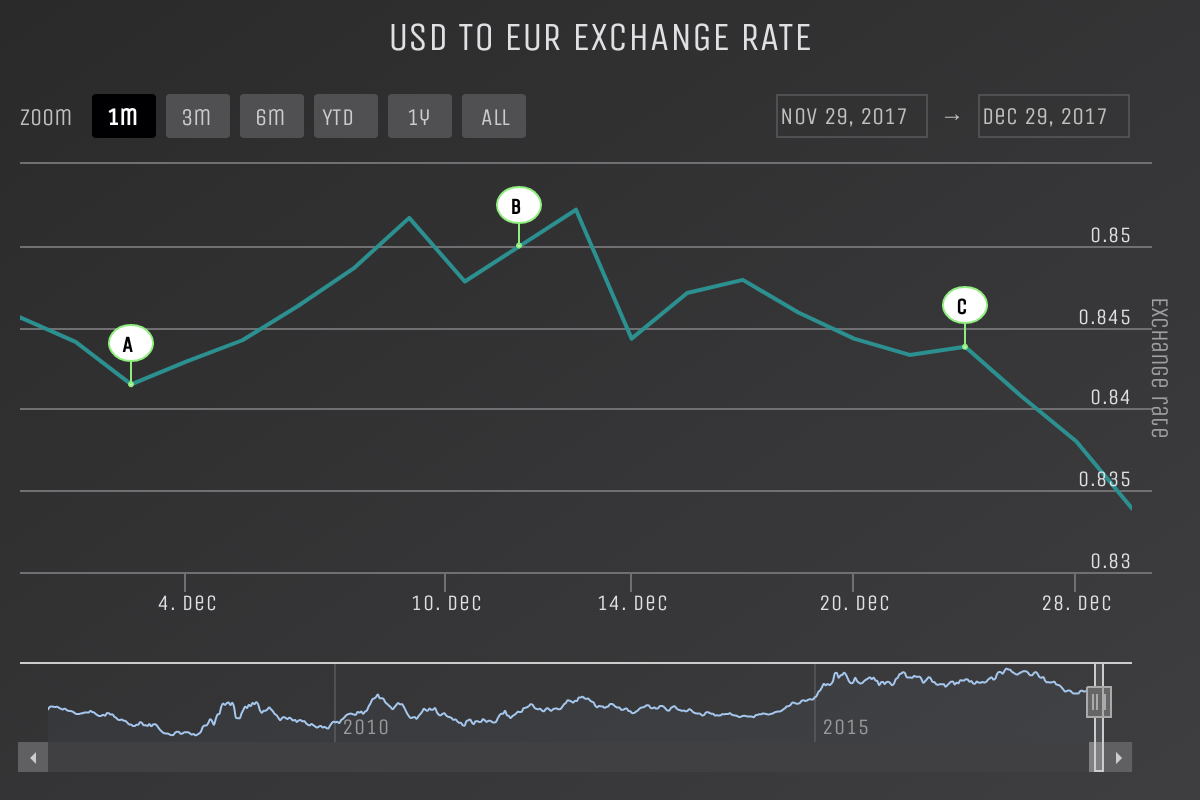 USD TO EUR EXCHANGE RATE
Zoom 1m 3m 6m YTD 1y All
Nov 29, 2017 → Dec 29, 2017
A
B
C
0.85
0.845
0.84
0.835
0.83
Exchange rate
4. Dec 10. Dec 14. Dec 20. Dec 28. Dec
2010 2015